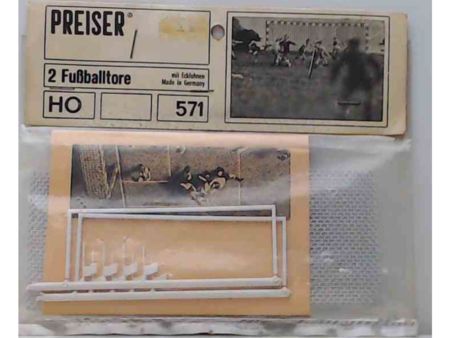 PREISER®
2 Fußballtore
mit Eckfahnen
Made in Germany
HO
571